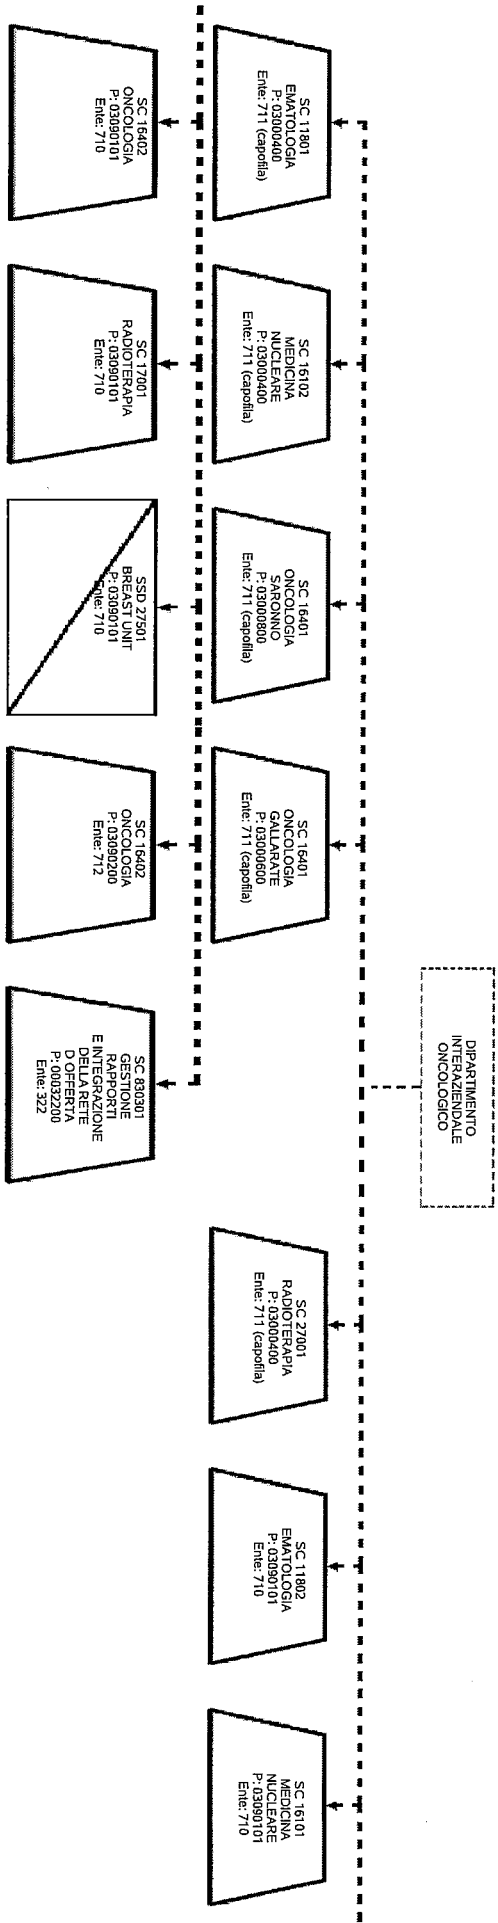 DIPARTIMENTO
INTERAZIENDALE
ONCOLOGICO
SC 11801
EMATOLOGIA
P: 03000400
Ente: 711 (capofila)
SC 16102
MEDICINA
NUCLEARE
P: 03000400
Ente: 711 (capofila)
SC 16401
ONCOLOGIA
SARONNO
P: 03000800
Ente: 711 (capofila)
SC 16401
ONCOLOGIA
GALLARATE
P: 03000600
Ente: 711 (capofila)
SC 27001
RADIOTERAPIA
P: 03000400
Ente: 711 (capofila)
SC 11802
EMATOLOGIA
P: 03090101
Ente: 710
SC 16101
MEDICINA
NUCLEARE
P: 03090101
Ente: 710
SC 16402
ONCOLOGIA
P: 03090101
Ente: 710
SC 17001
RADIOTERAPIA
P: 03090101
Ente: 710
SSD 27501
BREAST UNIT
P: 03090101
Ente: 710
SC 16402
ONCOLOGIA
P: 03090200
Ente: 712
SC 830301
GESTIONE
RAPPORTI
E INTEGRAZIONE
DELLA RETE
D OFFERTA
P: 00032200
Ente: 322